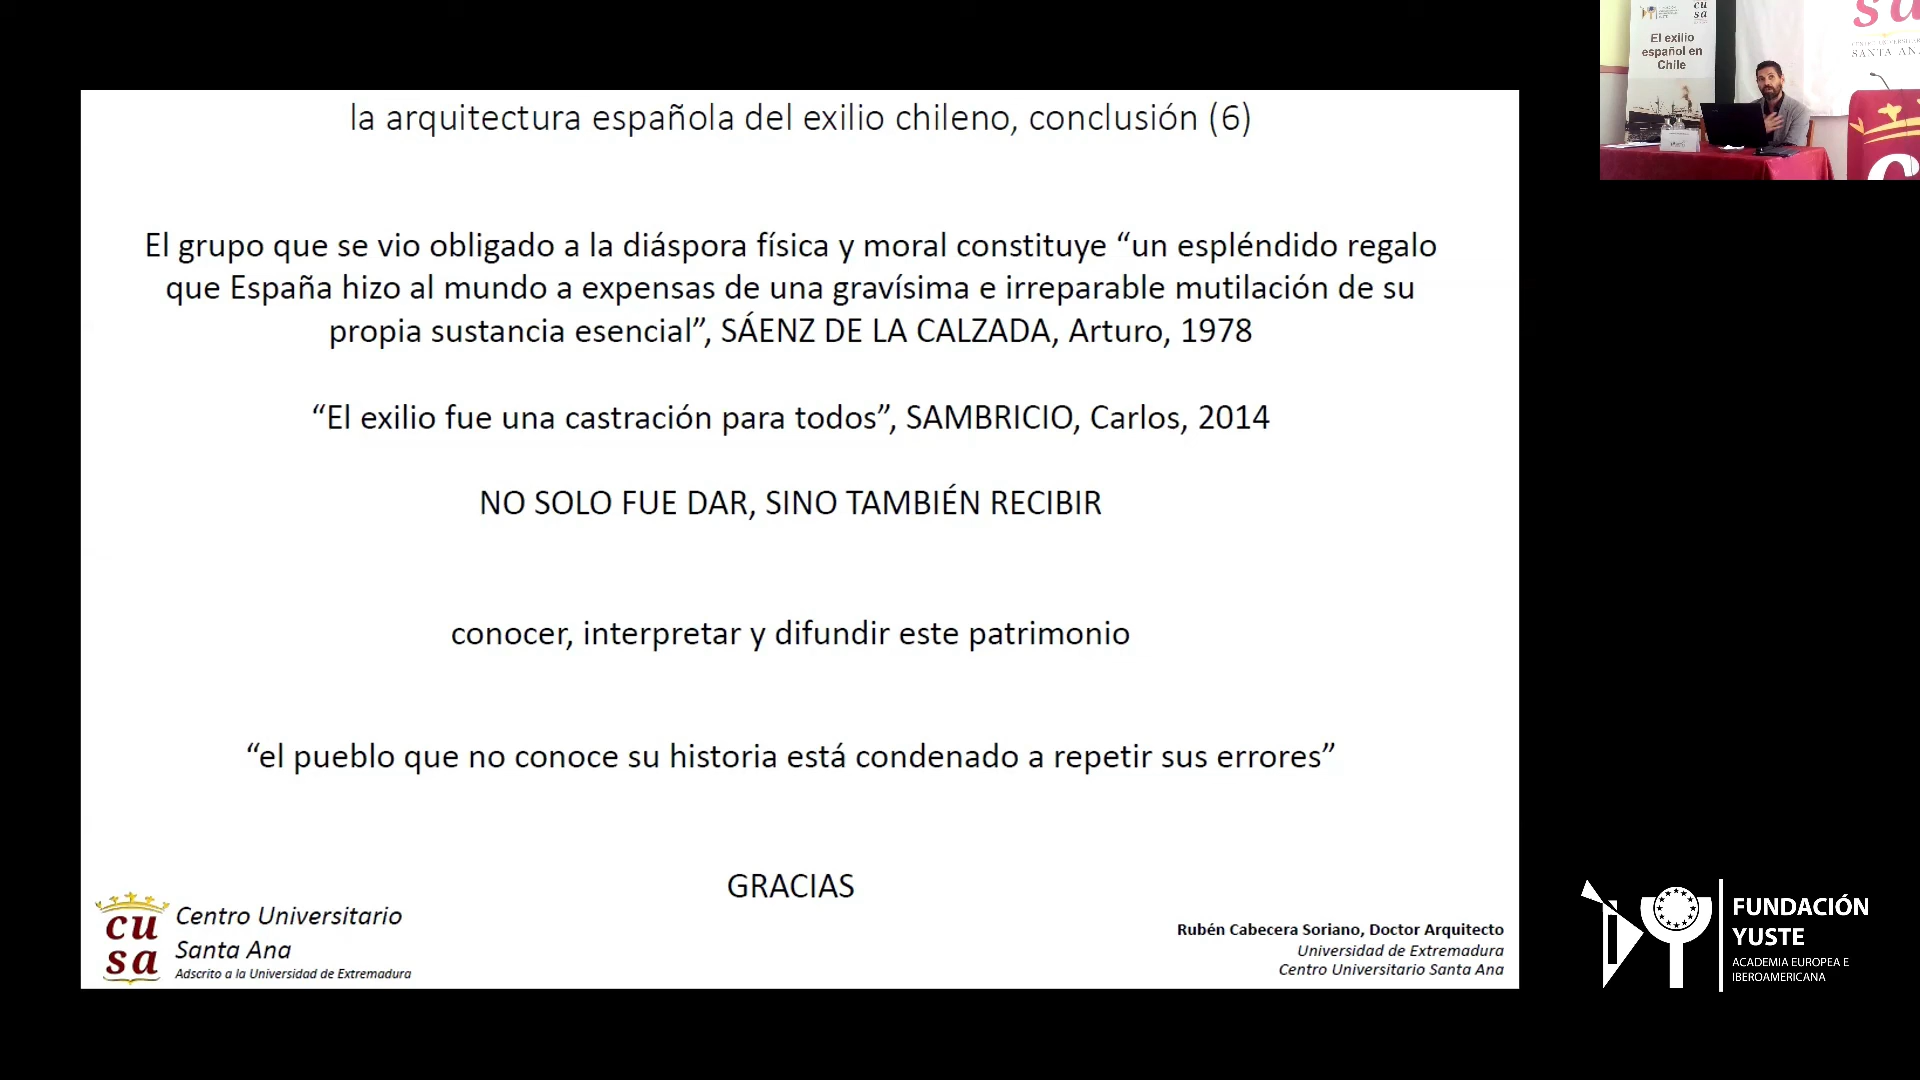 la arquitectura española del exilio chileno, conclusión (6)
El grupo que se vio obligado a la diáspora física y moral constituye “un espléndido regalo
que España hizo al mundo a expensas de una gravísima e irreparable mutilación de su
propia sustancia esencial”, SÁENZ DE LA CALZADA, Arturo, 1978
“El exilio fue una castración para todos”, SAMBRICIO, Carlos, 2014
NO SOLO FUE DAR, SINO TAMBIÉN RECIBIR
conocer, interpretar y difundir este patrimonio
“el pueblo que no conoce su historia está condenado a repetir sus errores”
GRACIAS
cu
sa
Centro Universitario
Santa Ana
Adscrito a la Universidad de Extremadura
Rubén Cabecera Soriano, Doctor Arquitecto
Universidad de Extremadura
Centro Universitario Santa Ana
cu
sa
El exilio
español en
Chile
sa
SANTA AN
FUNDACIÓN
YUSTE
ACADEMIA EUROPEA E
IBEROAMERICANA